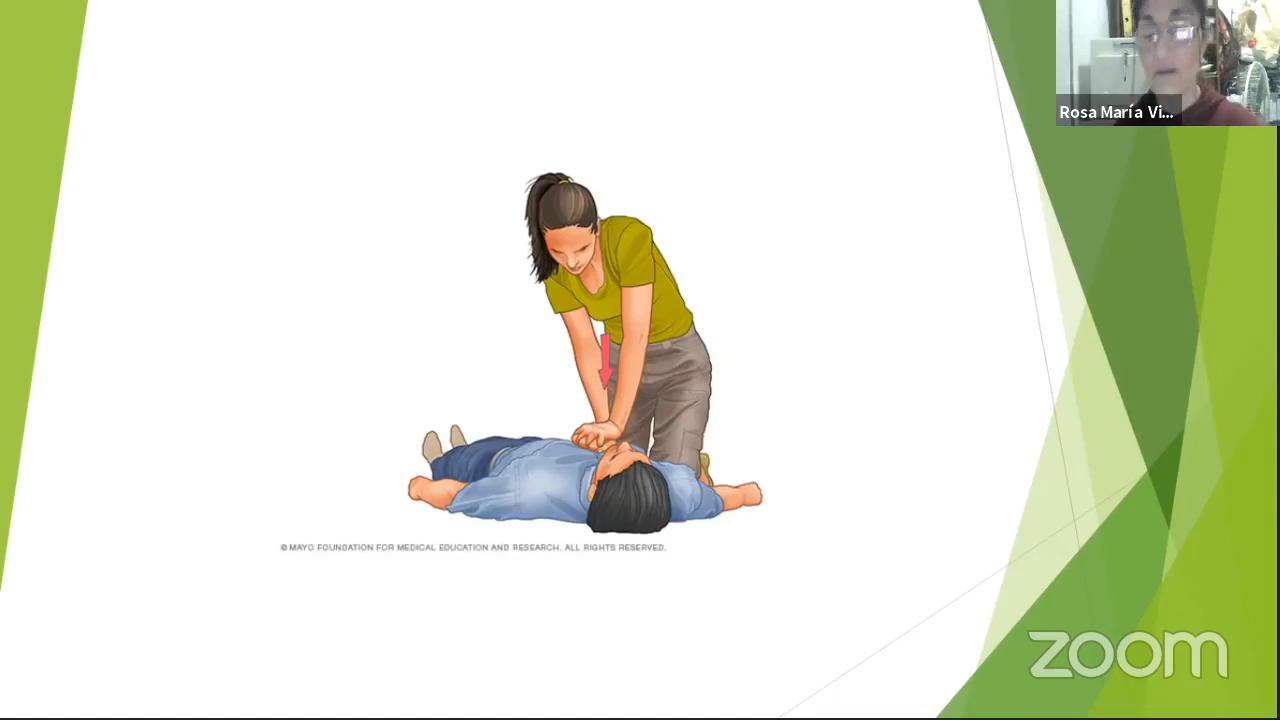 Rosa María Vi...
© MAYO FOUNDATION FOR MEDICAL EDUCATION AND RESEARCH. ALL RIGHTS RESERVED.
zoom